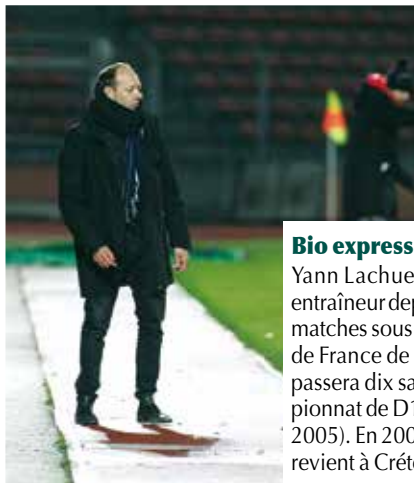 Bio express
Yann Lachue
entraîneur dep
matches sous
de France de
passera dix sa
pionnat de D1
2005). En 200
revient à Créte